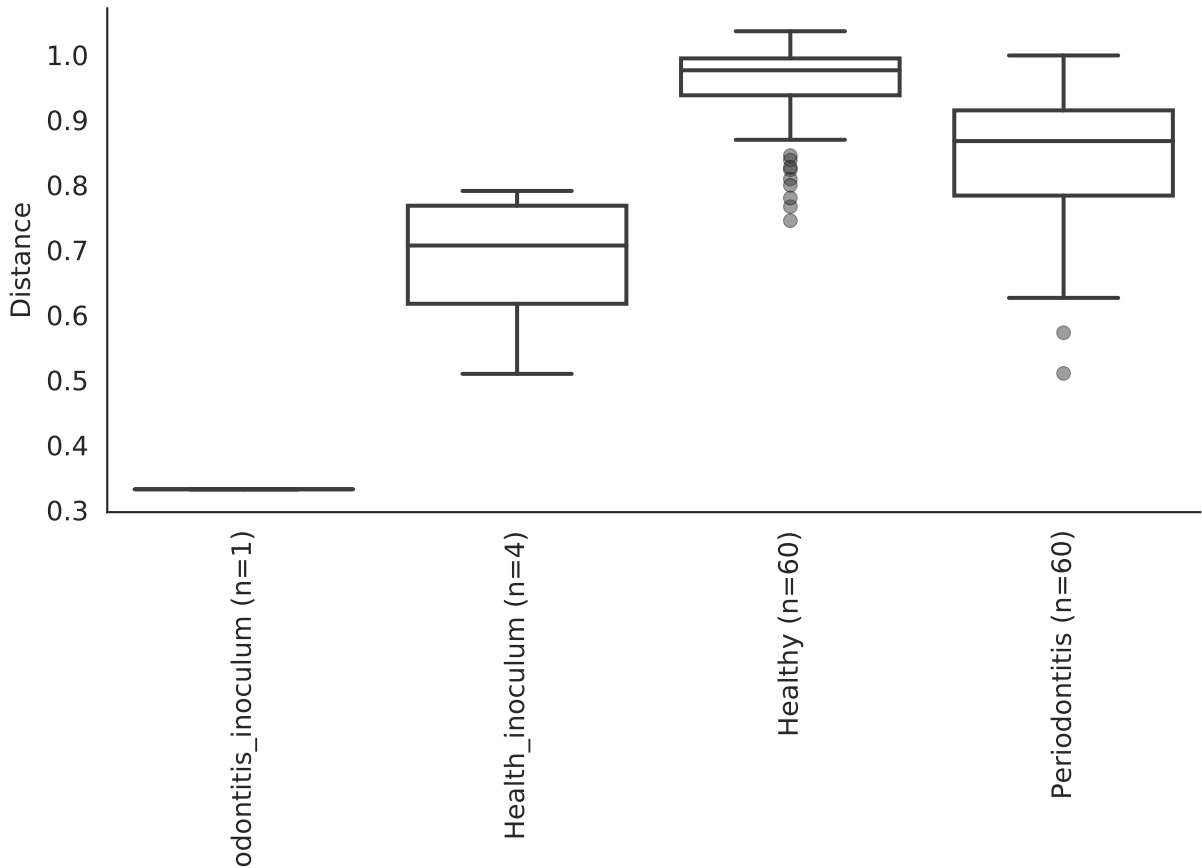 Distance
1.0
0.9
0.8
0.7
0.6
0.5
0.4
0.3
odontitis_inoculum (n=1)
Health_inoculum (n=4)
Healthy (n=60)
Periodontitis (n=60)